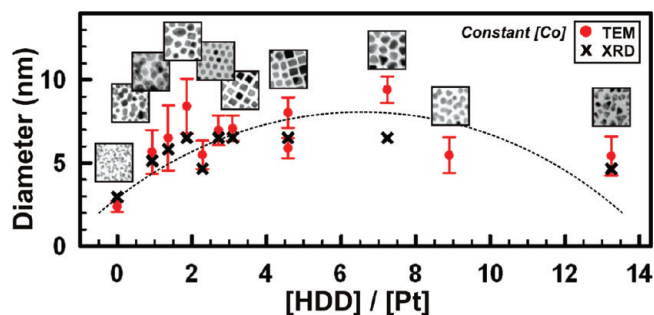 Constant [Co]
TEM
XRD
Diameter (nm)
10
5
0
0
2
4
6
8
10
12
14
[HDD] / [Pt]